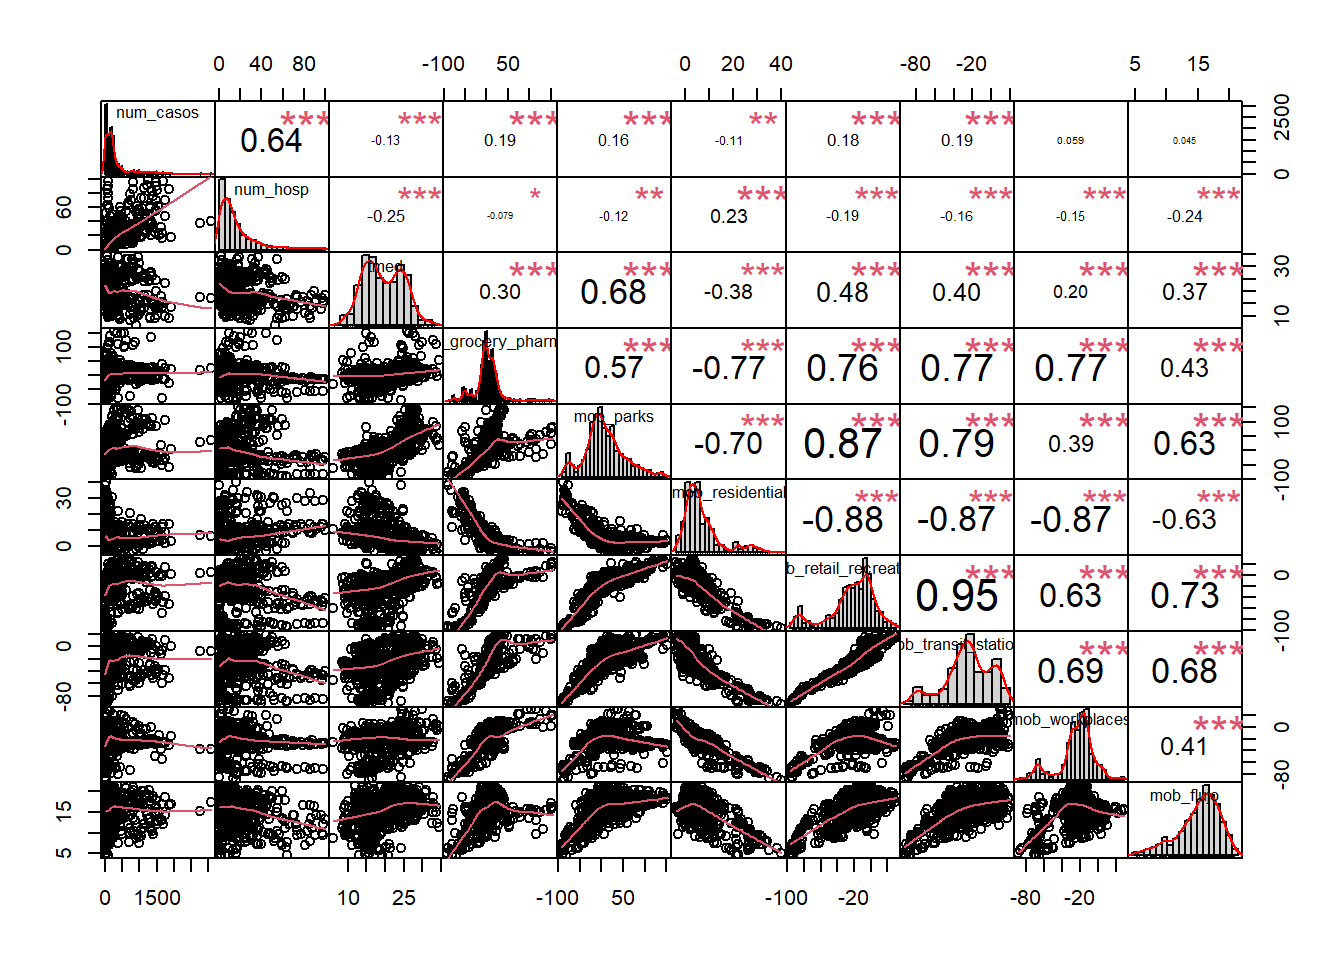 0 40 80 -100 50 0 20 40 -80 -20 5 15
num_casos 0.64 *** -0.13 *** 0.19 *** 0.16 *** -0.11 ** 0.18 *** 0.19 *** 0.059 0.045 0 2500
0 60 num_hosp -0.25 *** -0.079 * -0.12 ** 0.23 *** -0.19 *** -0.16 *** -0.15 *** -0.24 ***
tmed 0.30 *** 0.68 *** -0.38 *** 0.48 *** 0.40 *** 0.20 *** 0.37 *** 10 30
-100 100 _grocery_pharm 0.57 *** -0.77 *** 0.76 *** 0.77 *** 0.77 *** 0.43 ***
mob_parks -0.70 *** 0.87 *** 0.79 *** 0.39 *** 0.63 *** -100 100
0 30 mob_residential -0.88 *** -0.87 *** -0.87 *** -0.63 ***
b_retail_recreat 0.95 *** 0.63 *** 0.73 *** -100 0
-80 0 ob_transit_statio 0.69 *** 0.68 ***
mob_workplaces 0.41 *** -80 0
5 15 mob_flujo
0 1500 10 25 -100 50 -100 -20 -80 -20